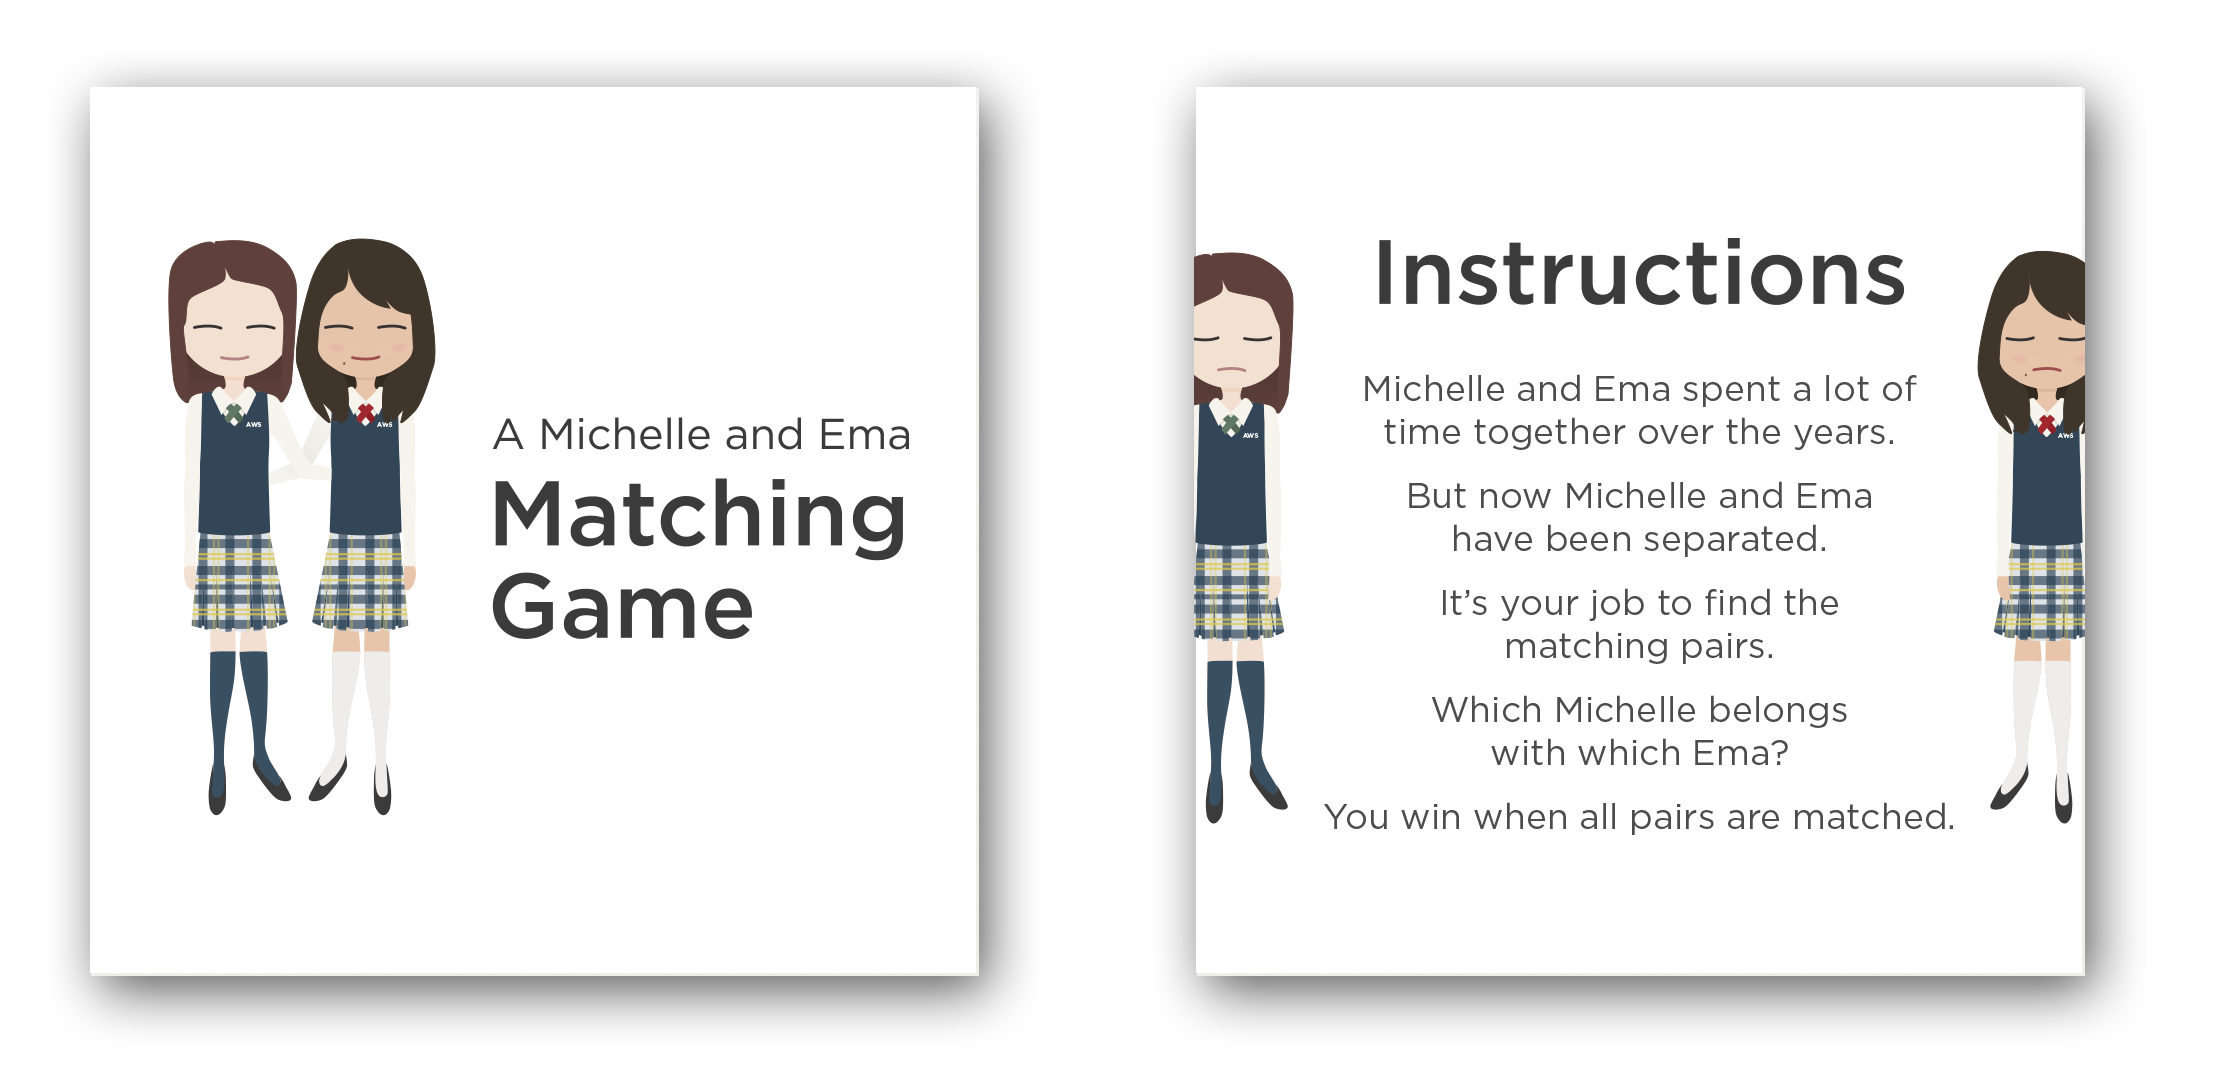 A Michelle and Ema
Matching
Game
AWS
AWS
Instructions
Michelle and Ema spent a lot of
time together over the years.
But now Michelle and Ema
have been separated.
It’s your job to find the
matching pairs.
Which Michelle belongs
with which Ema?
You win when all pairs are matched.
AWS
AWS